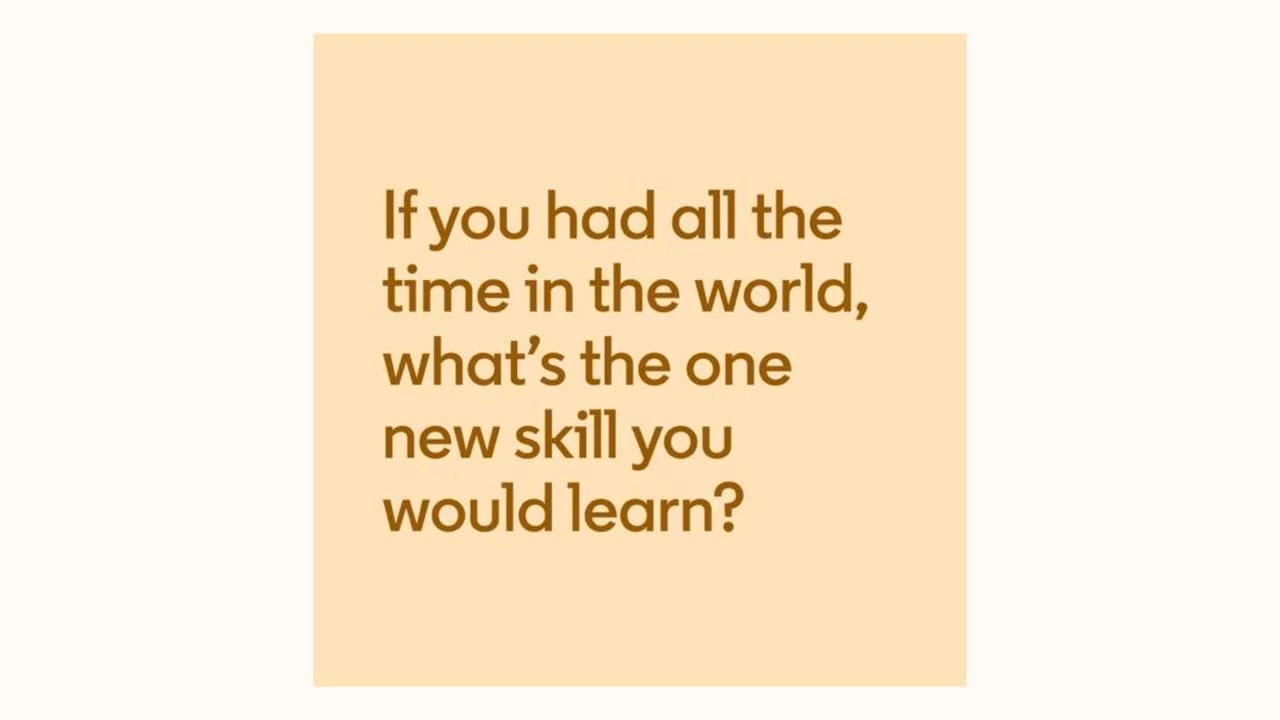 If you had all the
time in the world,
what's the one
new skill you
would learn?